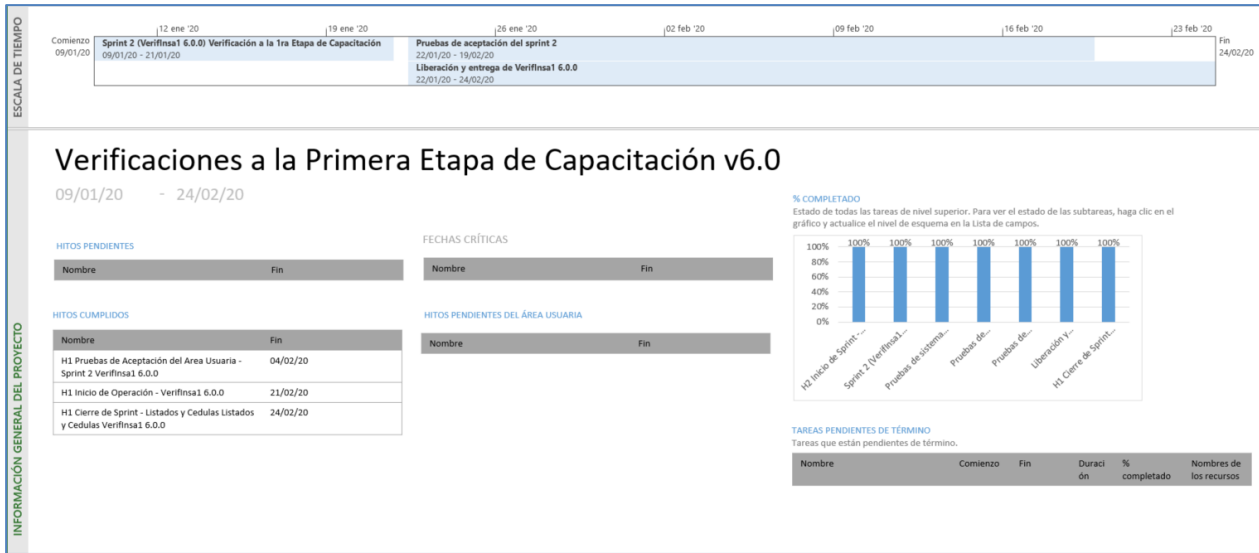 ESCALA DE TIEMPO
12 ene '20
19 ene '20
26 ene '20
02 feb '20
09 feb '20
16 feb '20
23 feb '20
Comienzo
09/01/20
Sprint 2 (VerifInsa1 6.0.0) Verificación a la 1ra Etapa de Capacitación
09/01/20 - 21/01/20
Pruebas de aceptación del sprint 2
22/01/20 - 19/02/20
Liberación y entrega de VerifInsa1 6.0.0
22/01/20 - 24/02/20
Fin
24/02/20
INFORMACIÓN GENERAL DEL PROYECTO
Verificaciones a la Primera Etapa de Capacitación v6.0
09/01/20 - 24/02/20
HITOS PENDIENTES
Nombre Fin
FECHAS CRÍTICAS
Nombre Fin
HITOS CUMPLIDOS
Nombre Fin
H1 Pruebas de Aceptación del Area Usuaria - 04/02/20
Sprint 2 VerifInsa1 6.0.0
H1 Inicio de Operación - VerifInsa1 6.0.0 21/02/20
H1 Cierre de Sprint - Listados y Cedulas Listados 24/02/20
y Cedulas VerifInsa1 6.0.0
HITOS PENDIENTES DEL ÁREA USUARIA
Nombre Fin
% COMPLETADO
Estado de todas las tareas de nivel superior. Para ver el estado de las subtareas, haga clic en el
gráfico y actualice el nivel de esquema en la Lista de campos.
100% 100% 100% 100% 100% 100% 100%
100%
80%
60%
40%
20%
0%
H2 Inicio de Sprint -...
Sprint 2 (VerifInsa1...
Pruebas de sistema...
Pruebas de...
Pruebas de...
Liberación y...
H1 Cierre de Sprint...
TAREAS PENDIENTES DE TÉRMINO
Tareas que están pendientes de término.
Nombre Comienzo Fin Duraci % Nombres de
ón completado los recursos